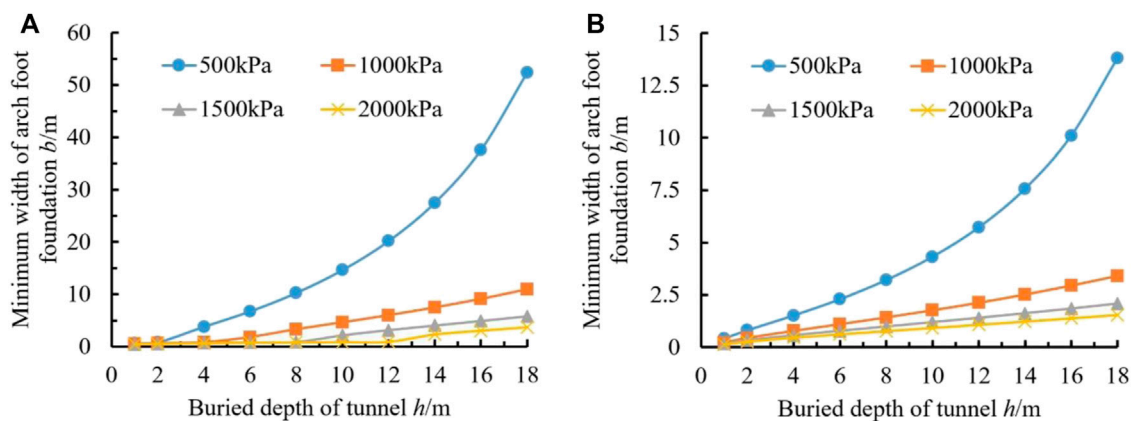 A
Minimum width of arch foot
foundation b/m
60
50
40
30
20
10
0
500kPa
1000kPa
1500kPa
2000kPa
0 2 4 6 8 10 12 14 16 18
Buried depth of tunnel h/m
B
Minimum width of arch foot
foundation b/m
15
12.5
10
7.5
5
2.5
0
500kPa
1000kPa
1500kPa
2000kPa
0 2 4 6 8 10 12 14 16 18
Buried depth of tunnel h/m